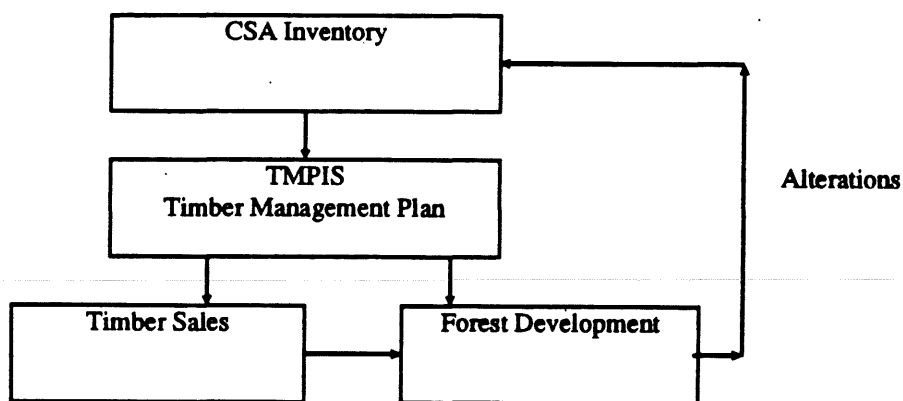 CSA Inventory
TMPIS
Timber Management Plan
Alterations
Timber Sales
Forest Development